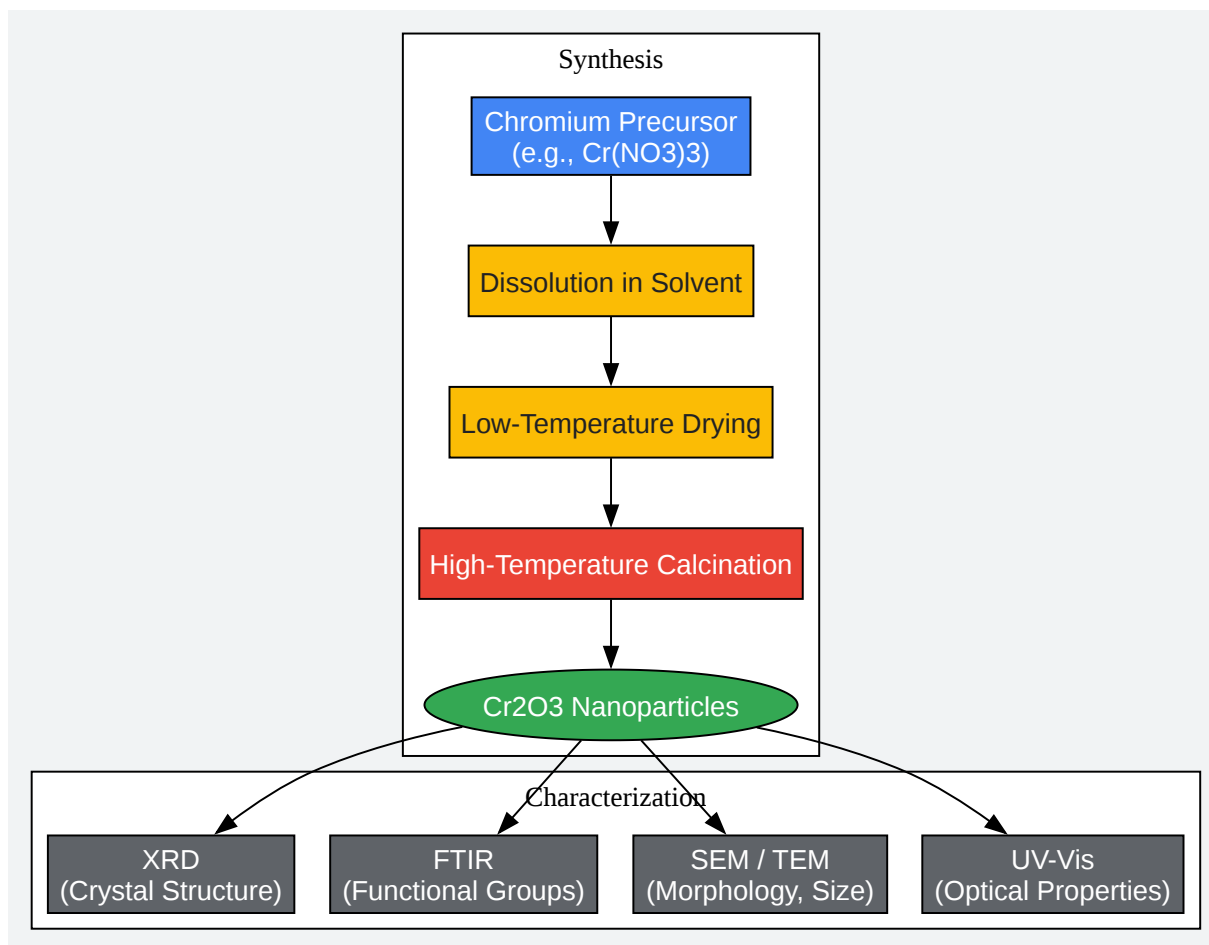 Synthesis
Chromium Precursor
(e.g., Cr(NO3)3)
Dissolution in Solvent
Low-Temperature Drying
High-Temperature Calcination
Cr2O3 Nanoparticles
Characterization
XRD
(Crystal Structure)
FTIR
(Functional Groups)
SEM / TEM
(Morphology, Size)
UV-Vis
(Optical Properties)